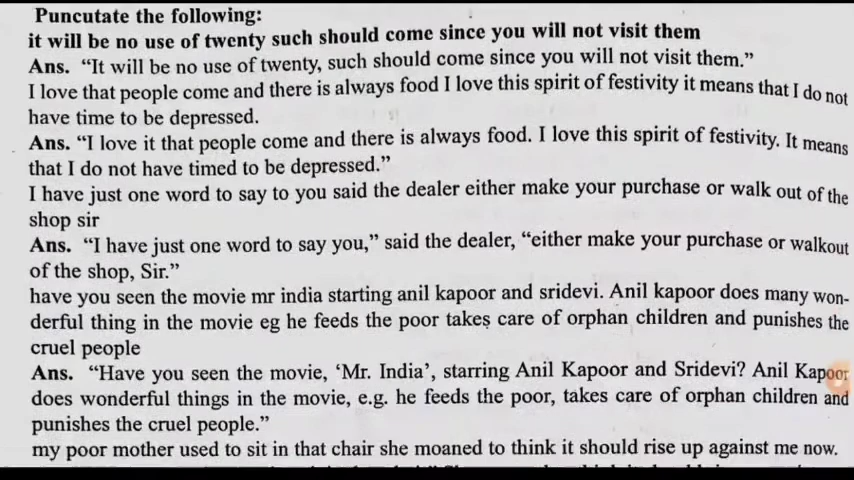 Puncutate the following:
it will be no use of twenty such should come since you will not visit them
Ans. “It will be no use of twenty, such should come since you will not visit them.”
I love that people come and there is always food I love this spirit of festivity it means that I do not
have time to be depressed.
Ans. “I love it that people come and there is always food. I love this spirit of festivity. It means
that I do not have timed to be depressed.”
I have just one word to say to you said the dealer either make your purchase or walk out of the
shop sir
Ans. “I have just one word to say you,” said the dealer, “either make your purchase or walkout
of the shop, Sir.”
have you seen the movie mr india starting anil kapoor and sridevi. Anil kapoor does many won-
derful thing in the movie eg he feeds the poor takes care of orphan children and punishes the
cruel people
Ans. “Have you seen the movie, ‘Mr. India’, starring Anil Kapoor and Sridevi? Anil Kapoor
does wonderful things in the movie, e.g. he feeds the poor, takes care of orphan children and
punishes the cruel people.”
my poor mother used to sit in that chair she moaned to think it should rise up against me now.